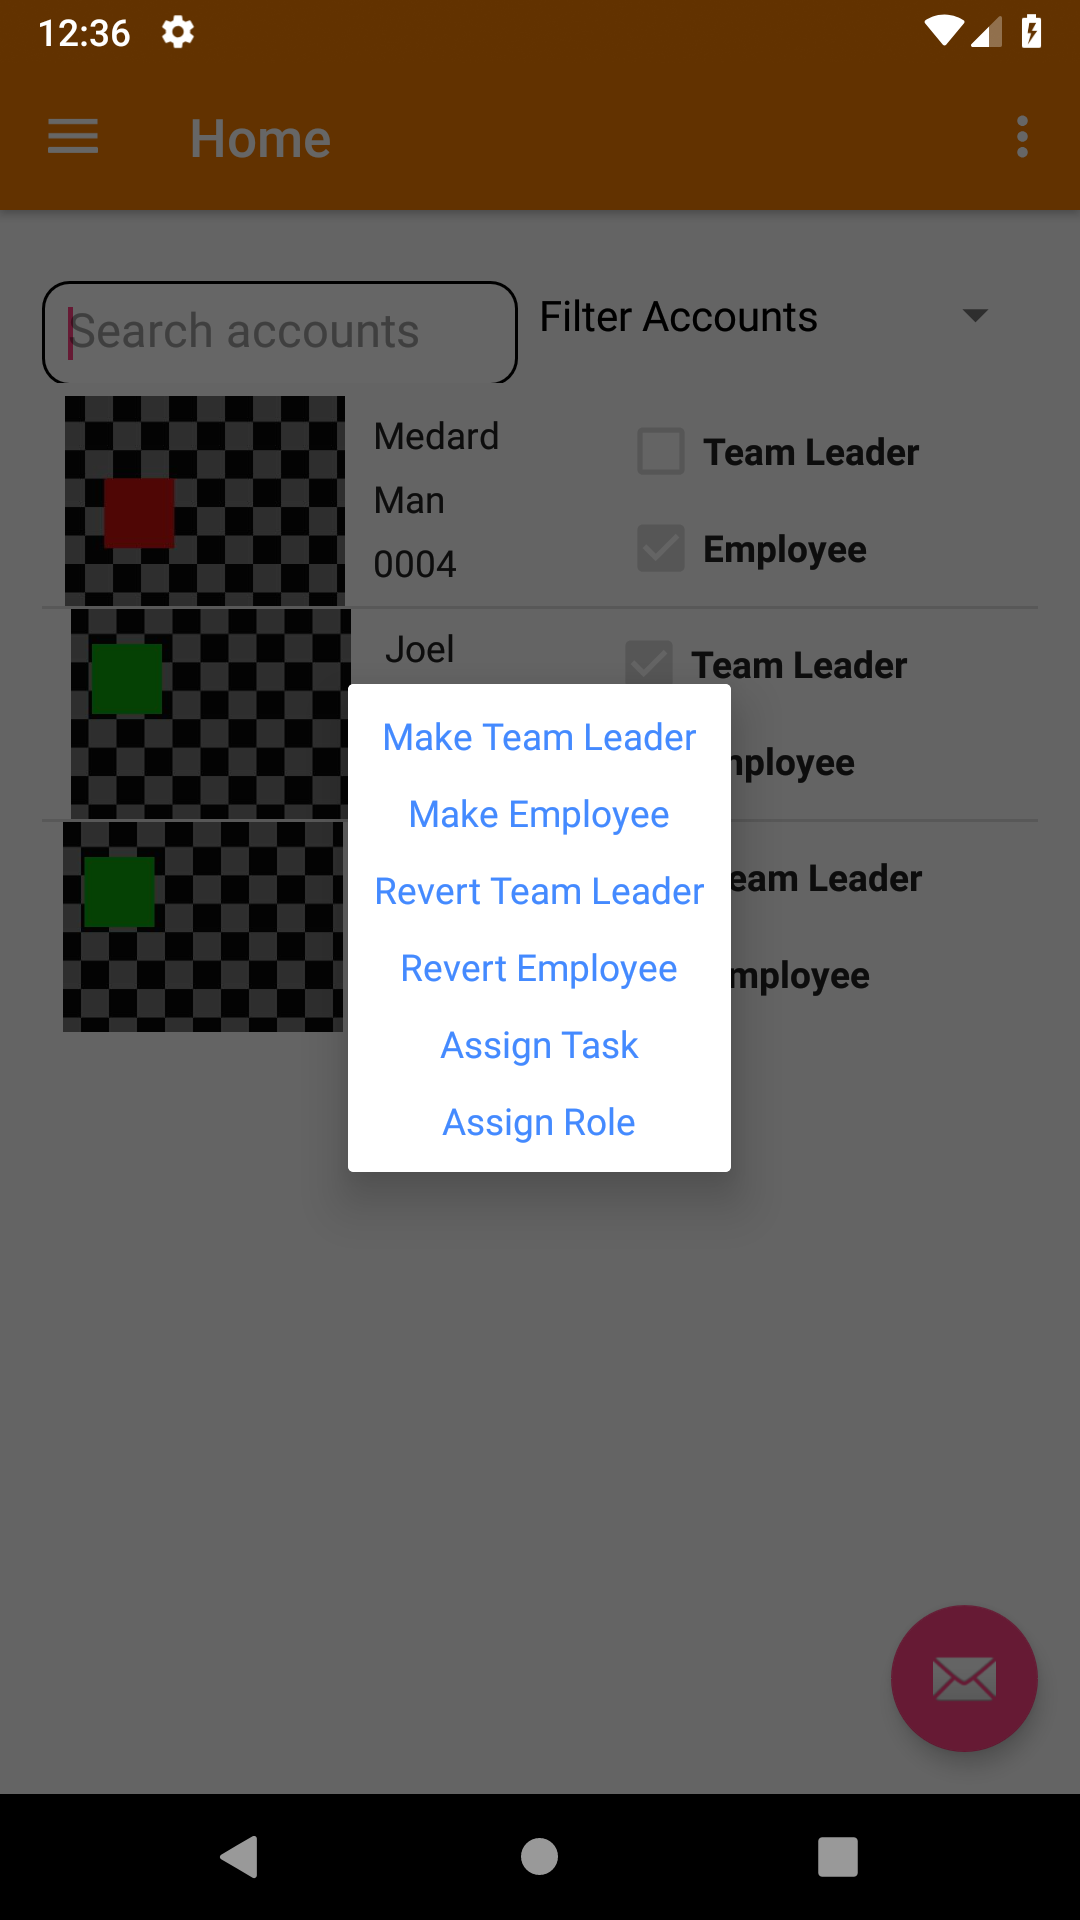 12:36
Home
Search accounts
Filter Accounts
Medard
Man
0004
Team Leader
Employee
Joel
Team Leader
Make Team Leader
Make Employee
Revert Team Leader
Revert Employee
Assign Task
Assign Role
mployee
eam Leader
mployee